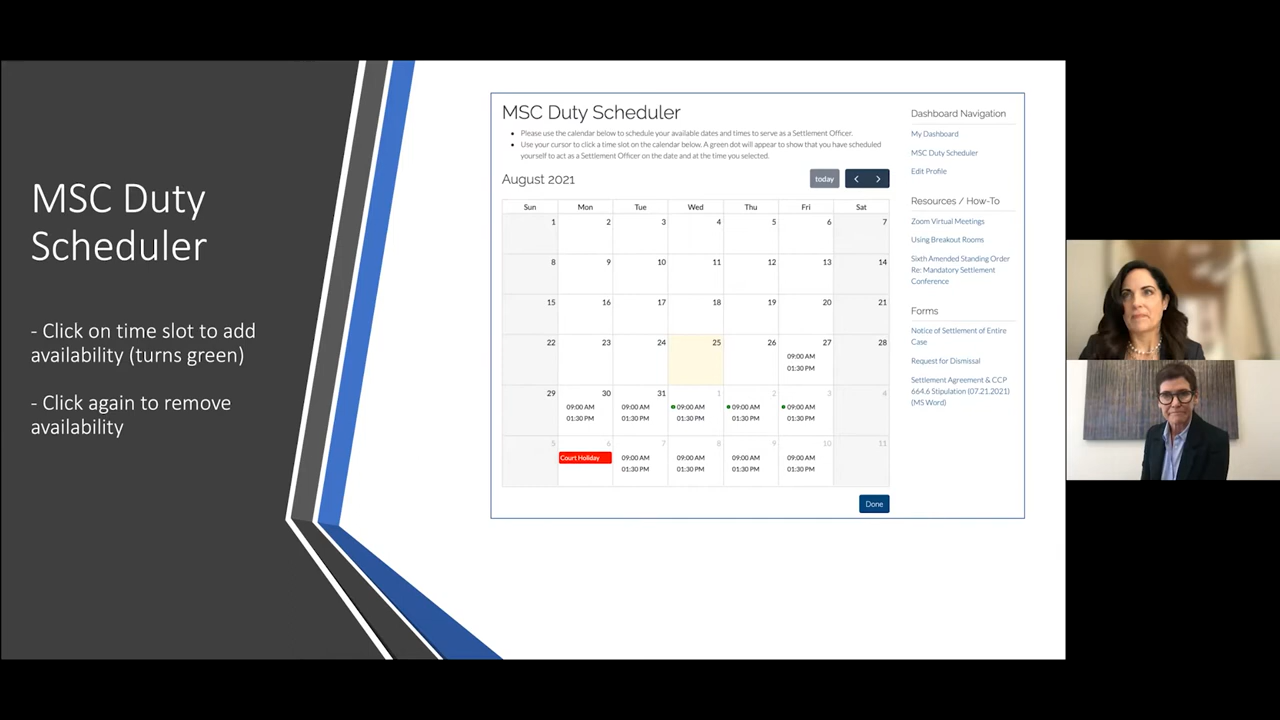 MSC Duty
Scheduler
- Click on time slot to add
availability (turns green)
- Click again to remove
availability
MSC Duty Scheduler
Please use the calendar below to schedule your available dates and times to serve as a Settlement Officer.
Use your cursor to click a time slot on the calendar below. A green dot will appear to show that you have scheduled
yourself to act as a Settlement Officer on the date and at the time you selected.
August 2021
today
Sun Mon Tue Wed Thu Fri Sat
1 2 3 4 5 6 7
8 9 10 11 12 13 14
15 16 17 18 19 20 21
22 23 24 25 26 27 28
09:00 AM
01:30 PM
29 30 31 1 2 3 4
09:00 AM 09:00 AM 09:00 AM 09:00 AM 09:00 AM
01:30 PM 01:30 PM 01:30 PM 01:30 PM 01:30 PM
5 6 7 8 9 10 11
Court Holiday 09:00 AM 09:00 AM 09:00 AM 09:00 AM
01:30 PM 01:30 PM 01:30 PM 01:30 PM
Done
Dashboard Navigation
My Dashboard
MSC Duty Scheduler
Edit Profile
Resources / How-To
Zoom Virtual Meetings
Using Breakout Rooms
Sixth Amended Standing Order
Re: Mandatory Settlement
Conference
Forms
Notice of Settlement of Entire
Case
Request for Dismissal
Settlement Agreement & CCP
664.6 Stipulation (07.21.2021)
(MS Word)